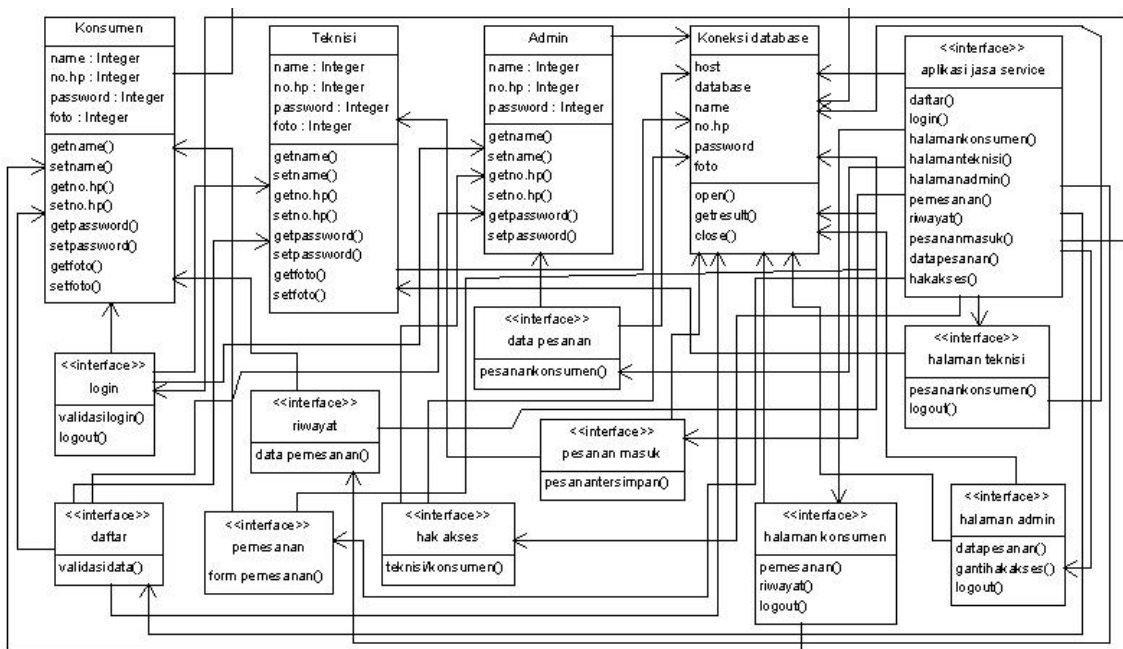 Konsumen
name : Integer
no.hp : Integer
password : Integer
foto : Integer
getname()
setname()
getno.hp()
setno.hp()
getpassword()
setpassword()
getfoto()
setfoto()
Teknisi
name : Integer
no.hp : Integer
password : Integer
foto : Integer
getname()
setname()
getno.hp()
setno.hp()
getpassword()
setpassword()
getfoto()
setfoto()
Admin
name : Integer
no.hp : Integer
password : Integer
getname()
setname()
getno.hp()
setno.hp()
getpassword()
setpassword()
Koneksi database
host
database
name
no.hp
password
foto
open()
getresult()
close()
<<interface>>
aplikasi jasa service
daftar()
login()
halamankonsumen()
halamanteknisi()
halamanadmin()
pemesanan()
riwayat()
pesananmasuk()
datapesanan()
hakakses()
<<interface>>
login
validasilogin()
logout()
<<interface>>
riwayat
data pemesanan()
<<interface>>
data pesanan
pesanankonsumen()
<<interface>>
pesanan masuk
pesanantersimpan()
<<interface>>
halaman teknisi
pesanankonsumen()
logout()
<<interface>>
daftar
validasidata()
<<interface>>
pemesanan
form pemesanan()
<<interface>>
hak akses
teknisi/konsumen()
<<interface>>
halaman konsumen
pemesanan()
riwayat()
logout()
<<interface>>
halaman admin
datapesanan()
gantihakakses()
logout()